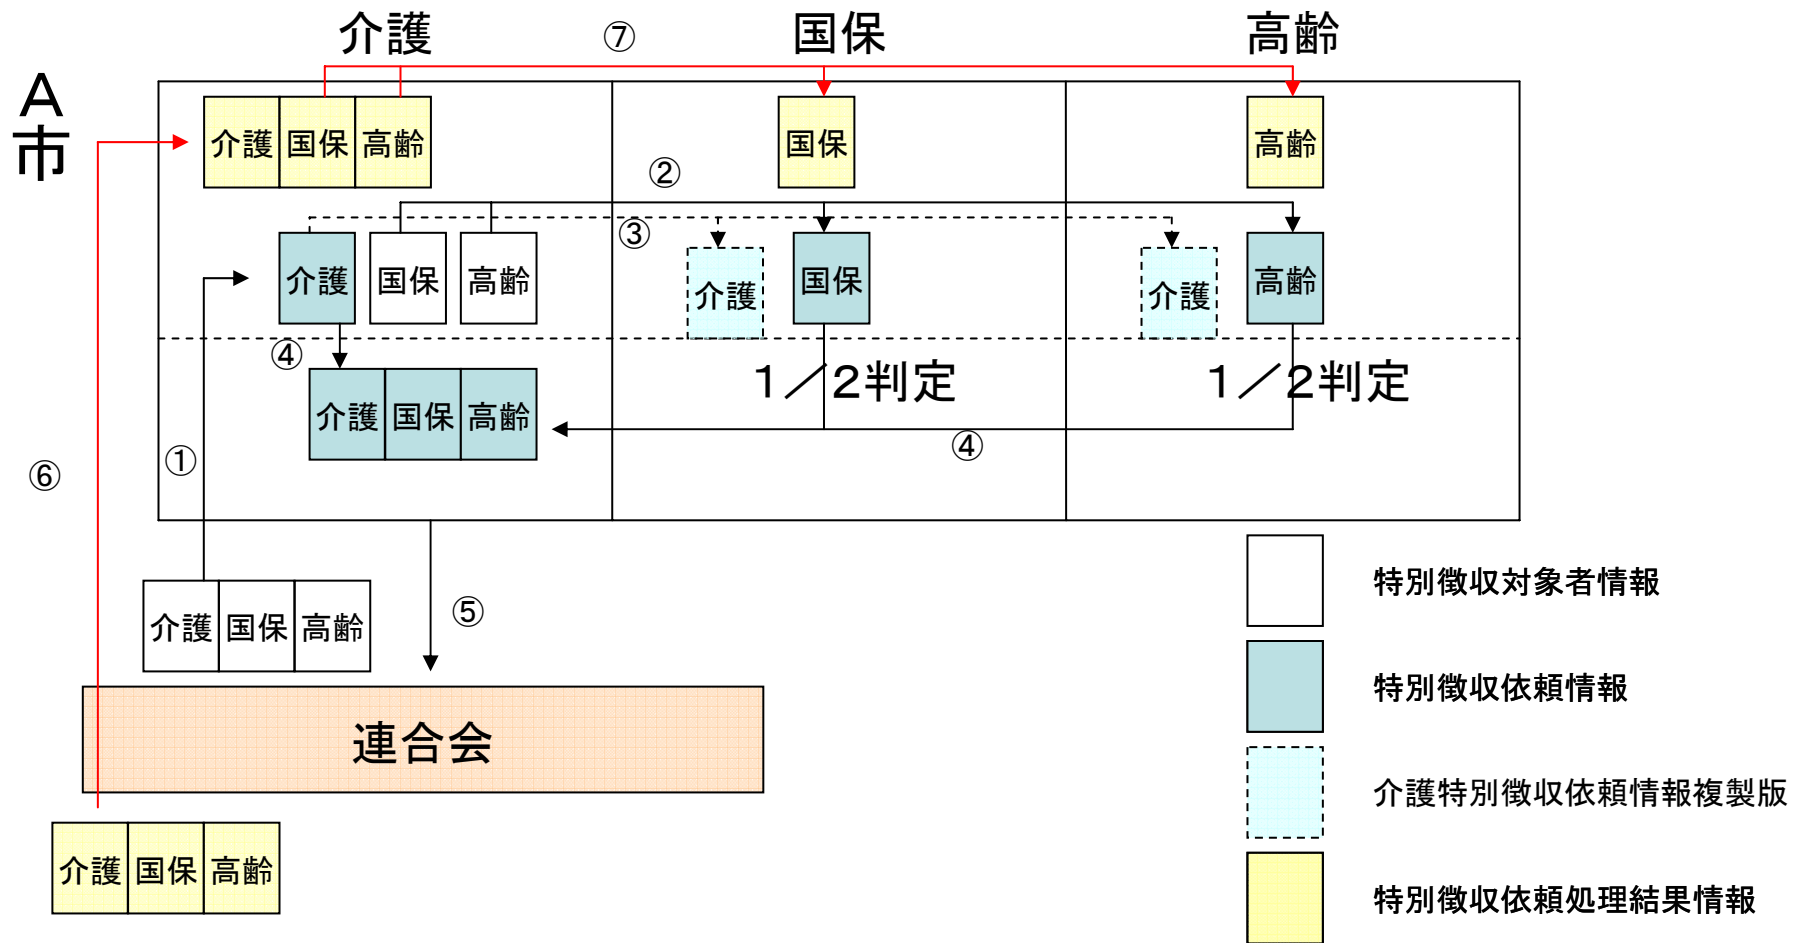 介護 ⑦ 国保 高齢
A市
介護 国保 高齢 国保 高齢
②
③
介護 国保 高齢 介護 国保 介護 高齢
④
1／2判定 1／2判定
介護 国保 高齢
④
①
⑥
介護 国保 高齢
⑤
連合会
介護 国保 高齢
特別徴収対象者情報
特別徴収依頼情報
介護特別徴収依頼情報複製版
特別徴収依頼処理結果情報